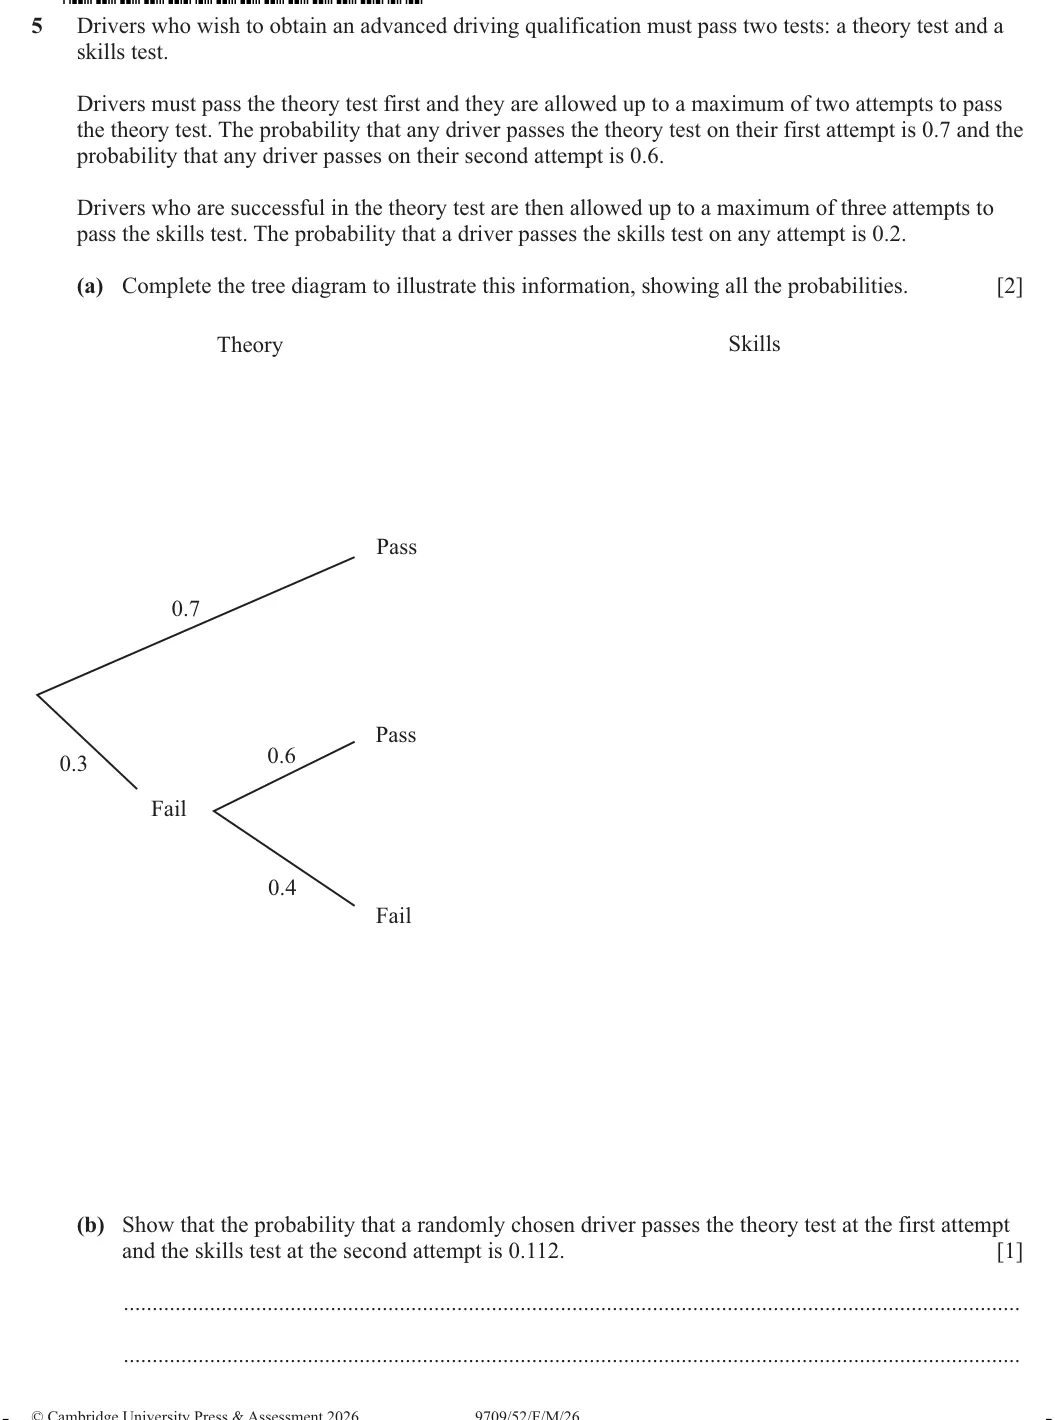 5 Drivers who wish to obtain an advanced driving qualification must pass two tests: a theory test and a
skills test.
Drivers must pass the theory test first and they are allowed up to a maximum of two attempts to pass
the theory test. The probability that any driver passes the theory test on their first attempt is 0.7 and the
probability that any driver passes on their second attempt is 0.6.
Drivers who are successful in the theory test are then allowed up to a maximum of three attempts to
pass the skills test. The probability that a driver passes the skills test on any attempt is 0.2.
(a) Complete the tree diagram to illustrate this information, showing all the probabilities. [2]
Theory Skills
Pass
0.7
Pass
0.6
0.3
Fail
0.4
Fail
(b) Show that the probability that a randomly chosen driver passes the theory test at the first attempt
and the skills test at the second attempt is 0.112. [1]
© Cambridge University Press & Assessment 2026 9709/52/F/M/26